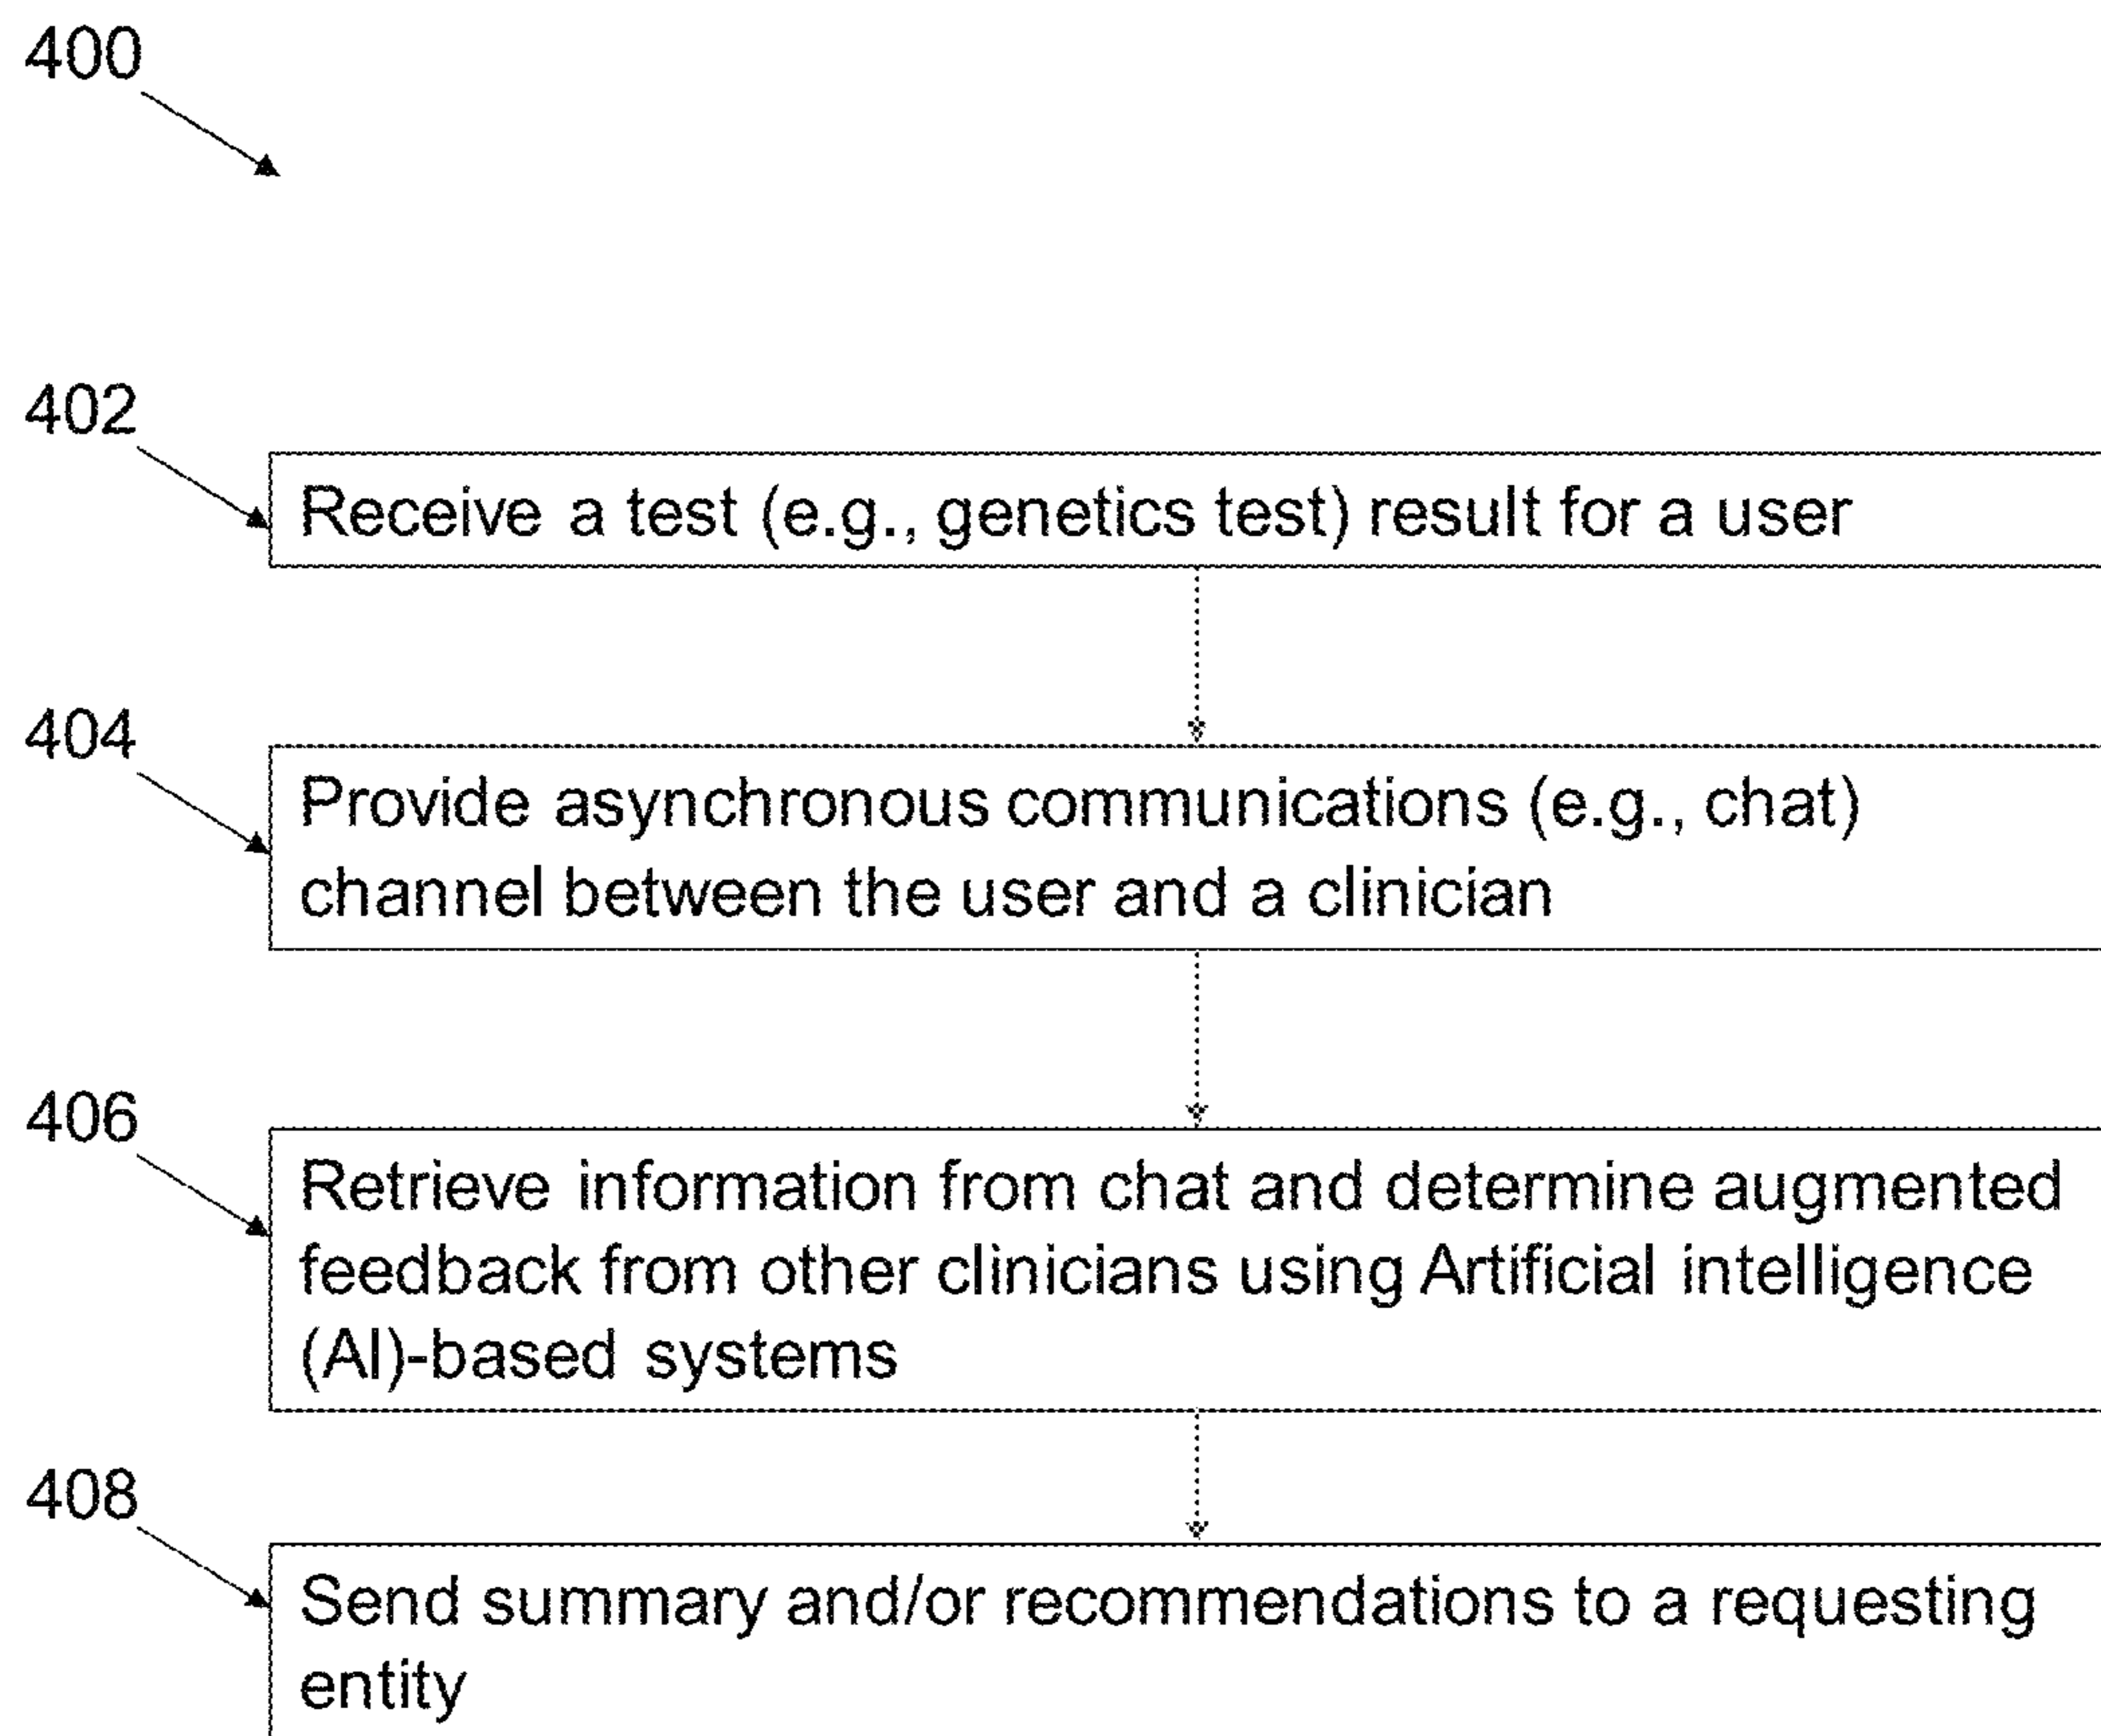 400
402
Receive a test (e.g., genetics test) result for a user
404
Provide asynchronous communications (e.g., chat)
channel between the user and a clinician
406
Retrieve information from chat and determine augmented
feedback from other clinicians using Artificial intelligence
(AI)-based systems
408
Send summary and/or recommendations to a requesting
entity